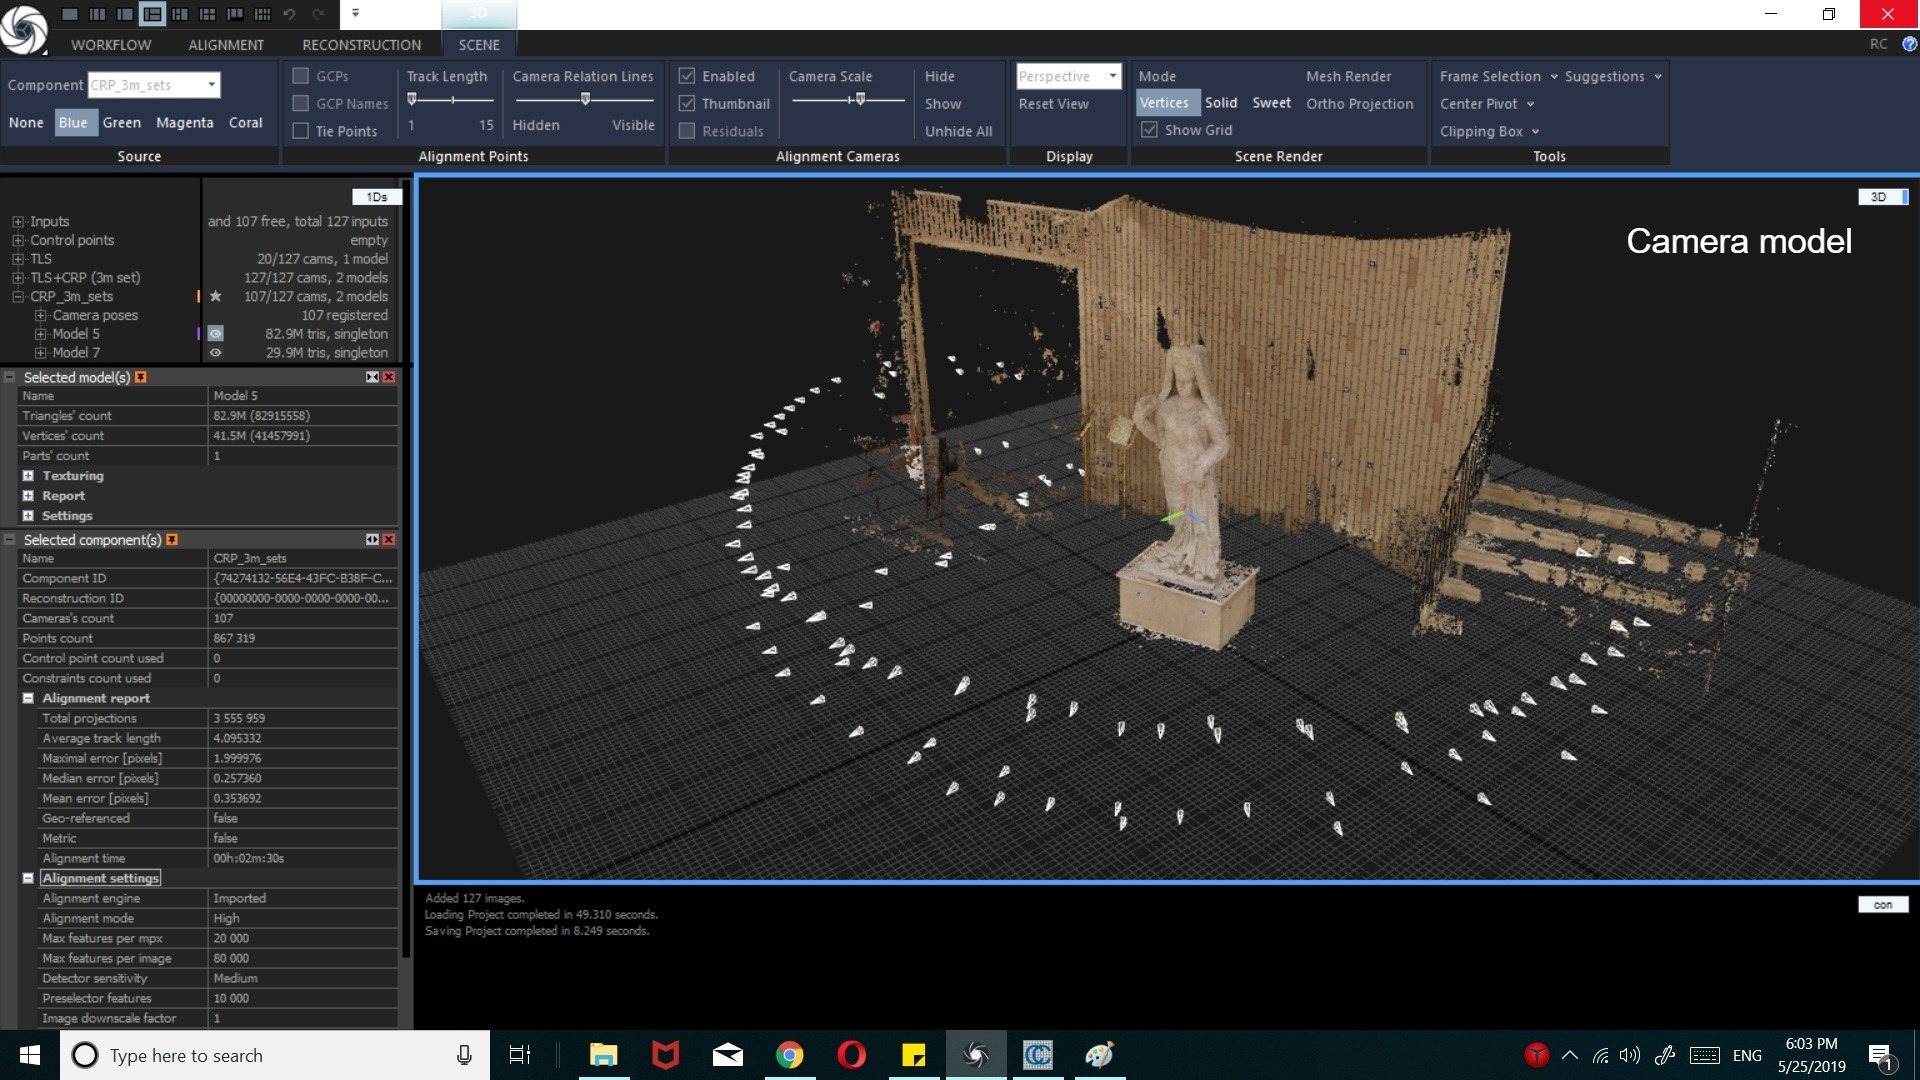 3D
WORKFLOW ALIGNMENT RECONSTRUCTION SCENE RC
Component CRP_3m_sets
None Blue Green Magenta Coral
Source
GCPs
GCP Names
Tie Points
Track Length
1 15
Camera Relation Lines
Hidden Visible
Alignment Points
Enabled
Thumbnail
Residuals
Camera Scale
Hide
Show
Unhide All
Alignment Cameras
Perspective
Reset View
Display
Mode
Vertices Solid Sweet
Show Grid
Mesh Render
Ortho Projection
Scene Render
Frame Selection Suggestions
Center Pivot
Clipping Box
Tools
1Ds
Inputs and 107 free, total 127 inputs
Control points empty
TLS 20/127 cams, 1 model
TLS+CRP (3m set) 127/127 cams, 2 models
CRP_3m_sets 107/127 cams, 2 models
Camera poses 107 registered
Model 5 82.9M tris, singleton
Model 7 29.9M tris, singleton
Selected model(s)
Name Model 5
Triangles' count 82.9M (82915558)
Vertices' count 41.5M (41457991)
Parts' count 1
Texturing
Report
Settings
Selected component(s)
Name CRP_3m_sets
Component ID {74274132-56E4-43FC-B38F-C...
Reconstruction ID {00000000-0000-0000-0000-00...
Cameras's count 107
Points count 867 319
Control point count used 0
Constraints count used 0
Alignment report
Total projections 3 555 959
Average track length 4.095332
Maximal error [pixels] 1.999976
Median error [pixels] 0.257360
Mean error [pixels] 0.353692
Geo-referenced false
Metric false
Alignment time 00h:02m:30s
Alignment settings
Alignment engine Imported
Alignment mode High
Max features per mpx 20 000
Max features per image 80 000
Detector sensitivity Medium
Preselector features 10 000
Image downscale factor 1
3D
Camera model
Added 127 images.
Loading Project completed in 49.310 seconds.
Saving Project completed in 8.249 seconds.
con
Type here to search
ENG
6:03 PM
5/25/2019
1